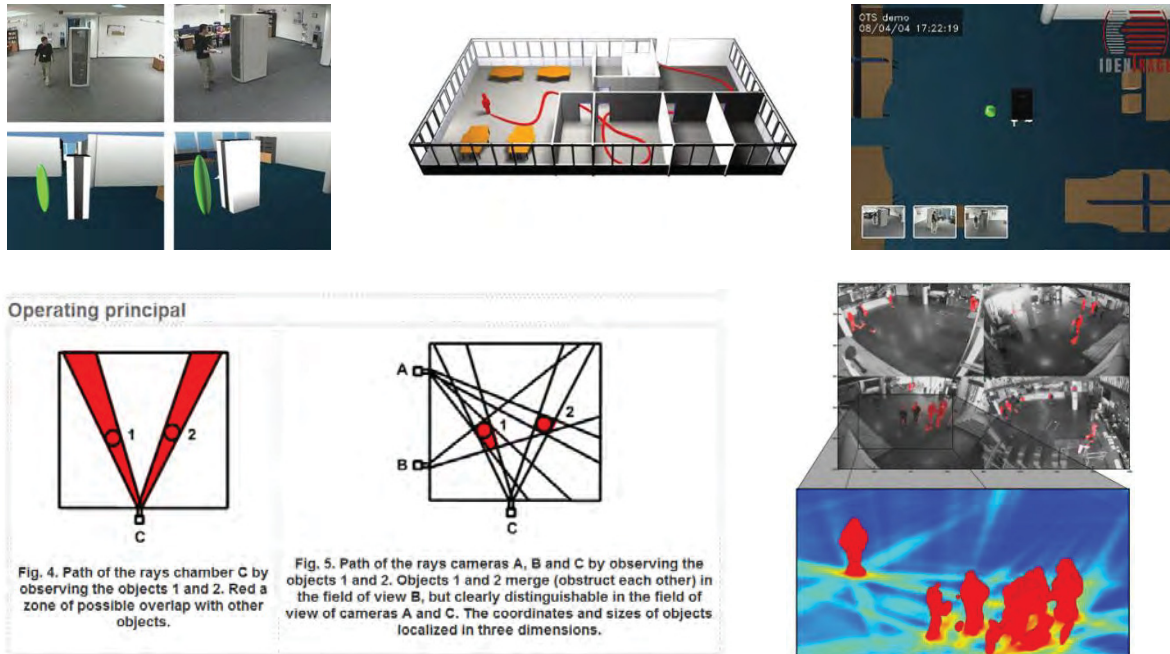 OTS demo
08/04/04 17:22:19
IDENTRACE
Operating principal
1
2
C
A
B
1
2
C
Fig. 4. Path of the rays chamber C by
observing the objects 1 and 2. Red a
zone of possible overlap with other
objects.
Fig. 5. Path of the rays cameras A, B and C by observing the
objects 1 and 2. Objects 1 and 2 merge (obstruct each other) in
the field of view B, but clearly distinguishable in the field of
view of cameras A and C. The coordinates and sizes of objects
localized in three dimensions.